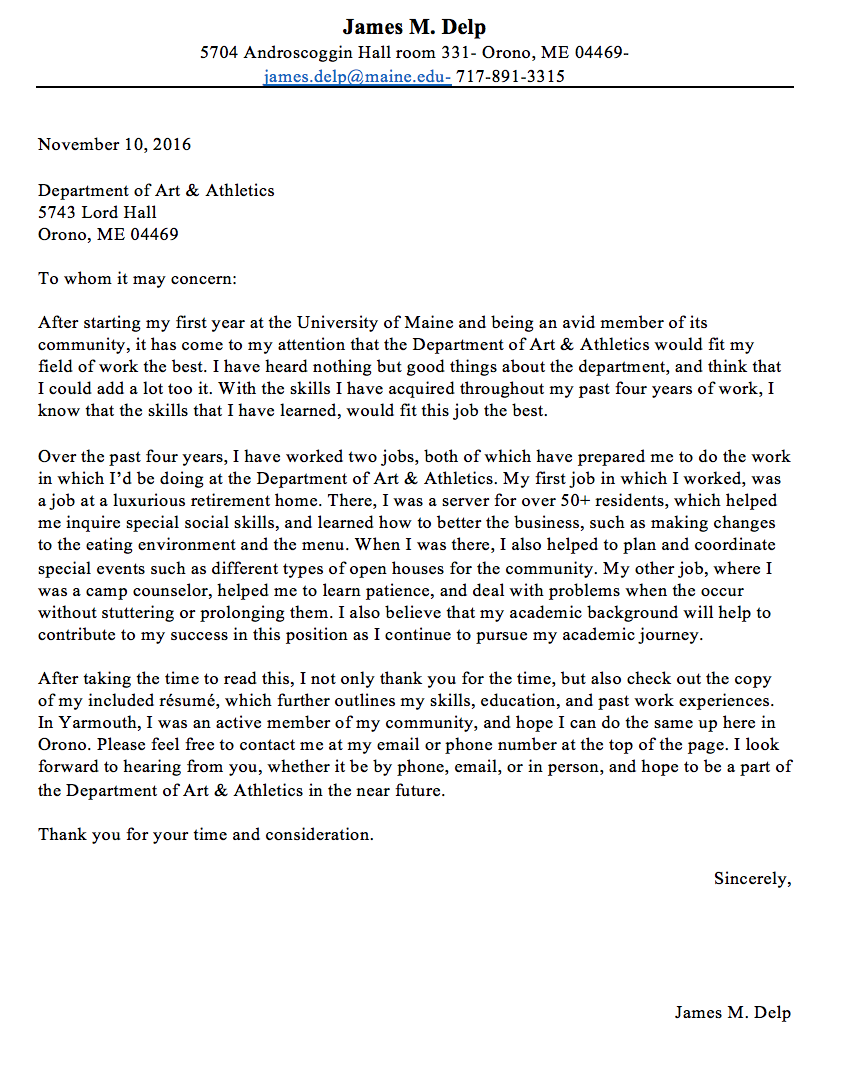 James M. Delp
5704 Androscoggin Hall room 331- Orono, ME 04469-
james.delp@maine.edu- 717-891-3315
November 10, 2016
Department of Art & Athletics
5743 Lord Hall
Orono, ME 04469
To whom it may concern:
After starting my first year at the University of Maine and being an avid member of its
community, it has come to my attention that the Department of Art & Athletics would fit my
field of work the best. I have heard nothing but good things about the department, and think that
I could add a lot too it. With the skills I have acquired throughout my past four years of work, I
know that the skills that I have learned, would fit this job the best.
Over the past four years, I have worked two jobs, both of which have prepared me to do the work
in which I’d be doing at the Department of Art & Athletics. My first job in which I worked, was
a job at a luxurious retirement home. There, I was a server for over 50+ residents, which helped
me inquire special social skills, and learned how to better the business, such as making changes
to the eating environment and the menu. When I was there, I also helped to plan and coordinate
special events such as different types of open houses for the community. My other job, where I
was a camp counselor, helped me to learn patience, and deal with problems when the occur
without stuttering or prolonging them. I also believe that my academic background will help to
contribute to my success in this position as I continue to pursue my academic journey.
After taking the time to read this, I not only thank you for the time, but also check out the copy
of my included résumé, which further outlines my skills, education, and past work experiences.
In Yarmouth, I was an active member of my community, and hope I can do the same up here in
Orono. Please feel free to contact me at my email or phone number at the top of the page. I look
forward to hearing from you, whether it be by phone, email, or in person, and hope to be a part of
the Department of Art & Athletics in the near future.
Thank you for your time and consideration.
Sincerely,
James M. Delp